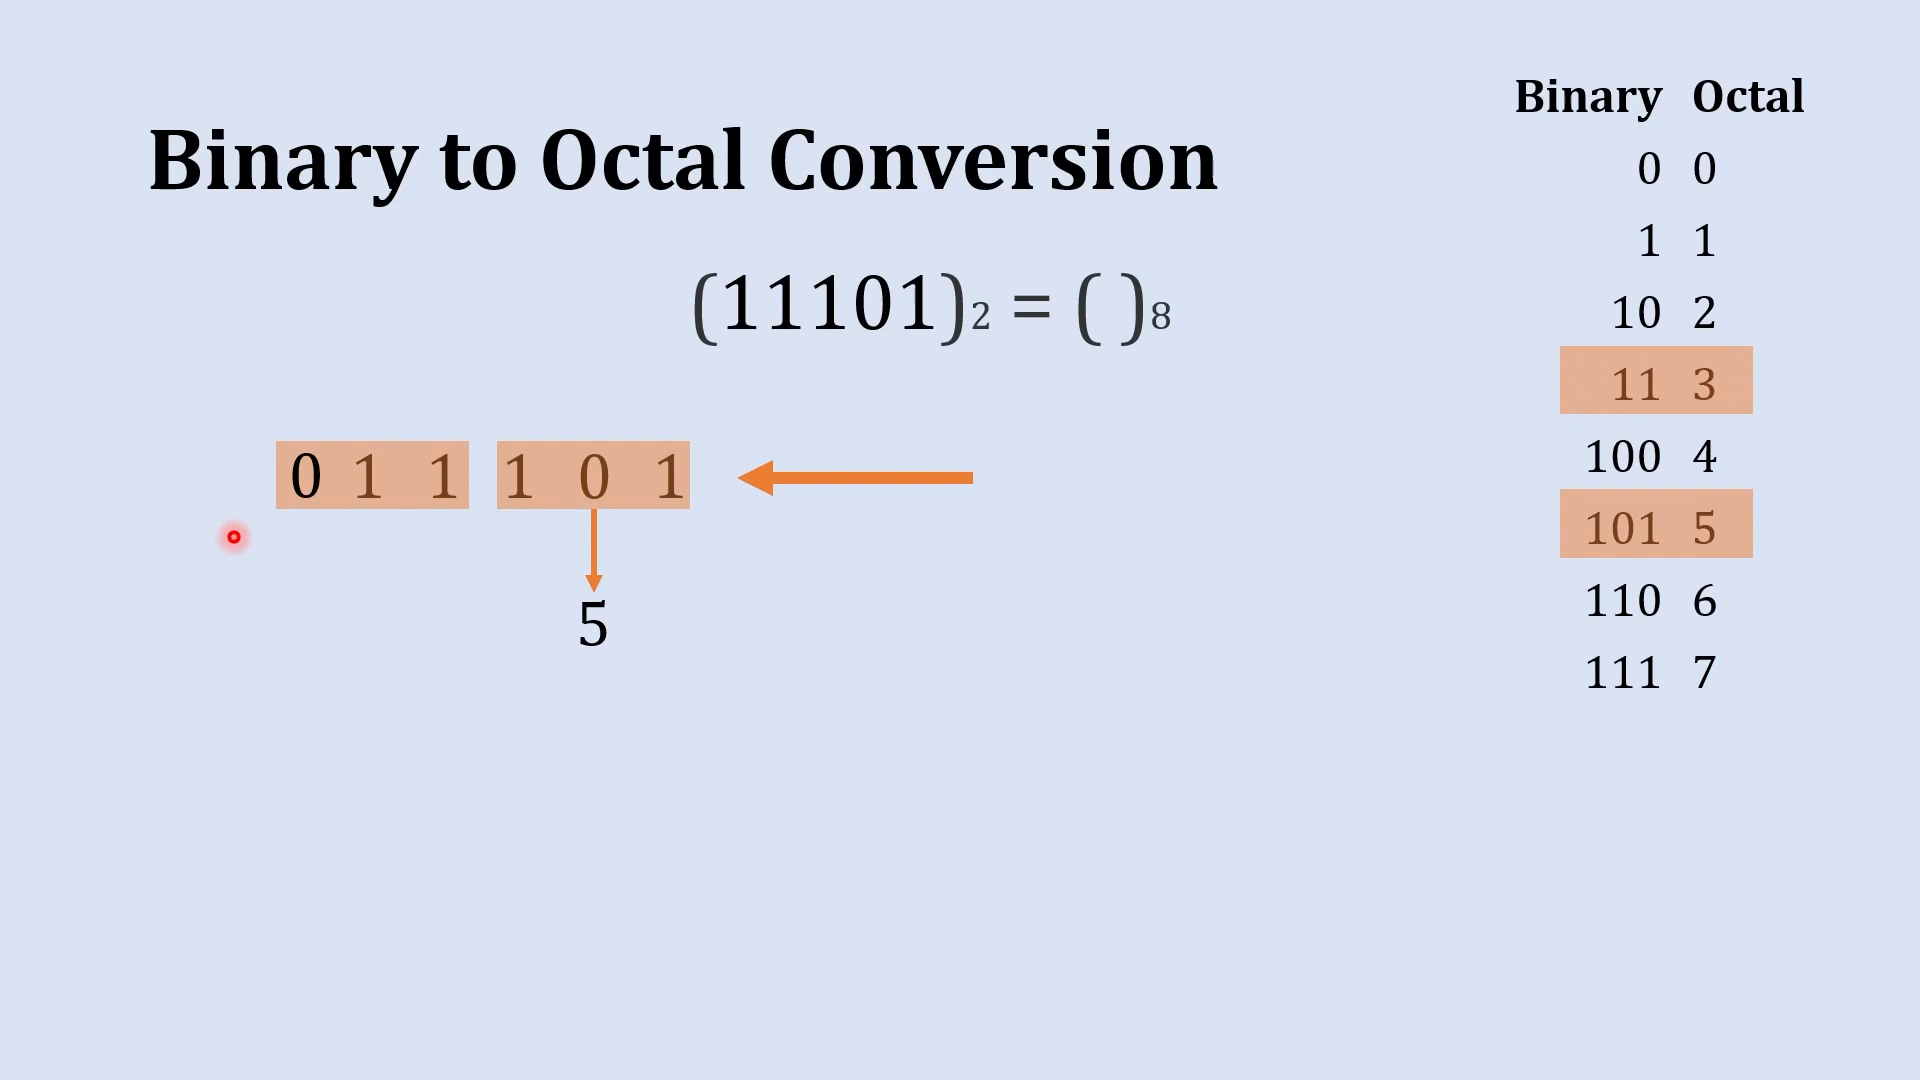 Binary to Octal Conversion
(11101)₂ = ( )₈
0 1 1 1 0 1
5
Binary Octal
0 0
1 1
10 2
11 3
100 4
101 5
110 6
111 7